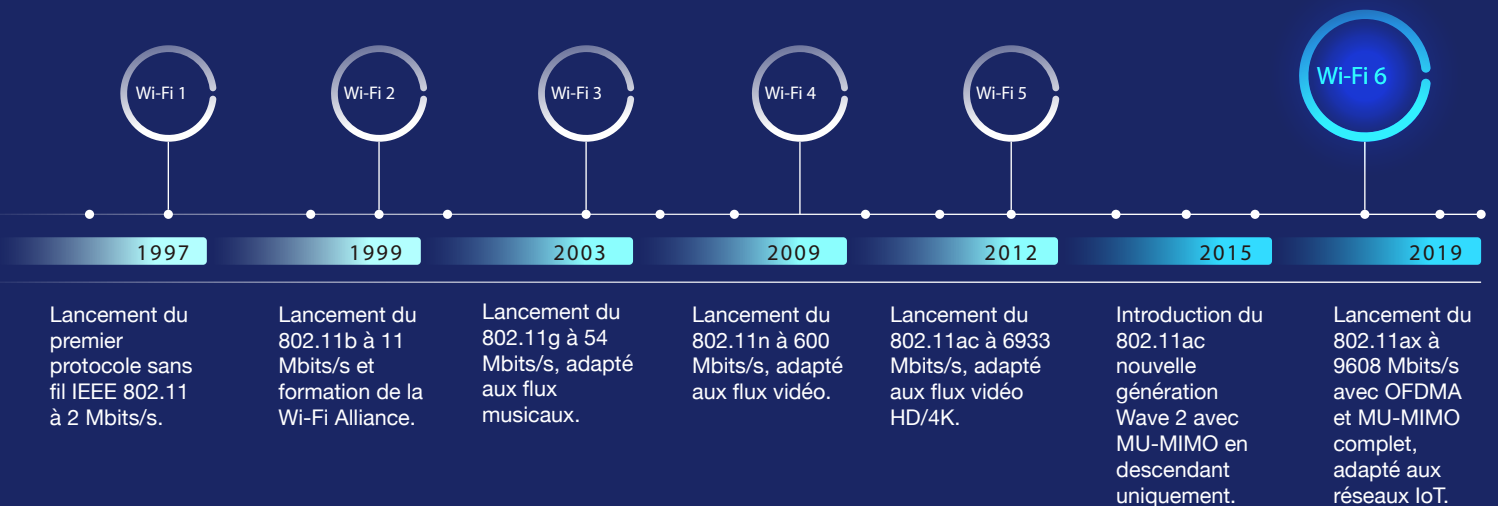 Wi-Fi 1
Wi-Fi 2
Wi-Fi 3
Wi-Fi 4
Wi-Fi 5
Wi-Fi 6
1997
1999
2003
2009
2012
2015
2019
Lancement du
premier
protocole sans
fil IEEE 802.11
à 2 Mbits/s.
Lancement du
802.11b à 11
Mbits/s et
formation de la
Wi-Fi Alliance.
Lancement du
802.11g à 54
Mbits/s, adapté
aux flux
musicaux.
Lancement du
802.11n à 600
Mbits/s, adapté
aux flux vidéo.
Lancement du
802.11ac à 6933
Mbits/s, adapté
aux flux vidéo
HD/4K.
Introduction du
802.11ac
nouvelle
génération
Wave 2 avec
MU-MIMO en
descendant
uniquement.
Lancement du
802.11ax à
9608 Mbits/s
avec OFDMA
et MU-MIMO
complet,
adapté aux
réseaux IoT.